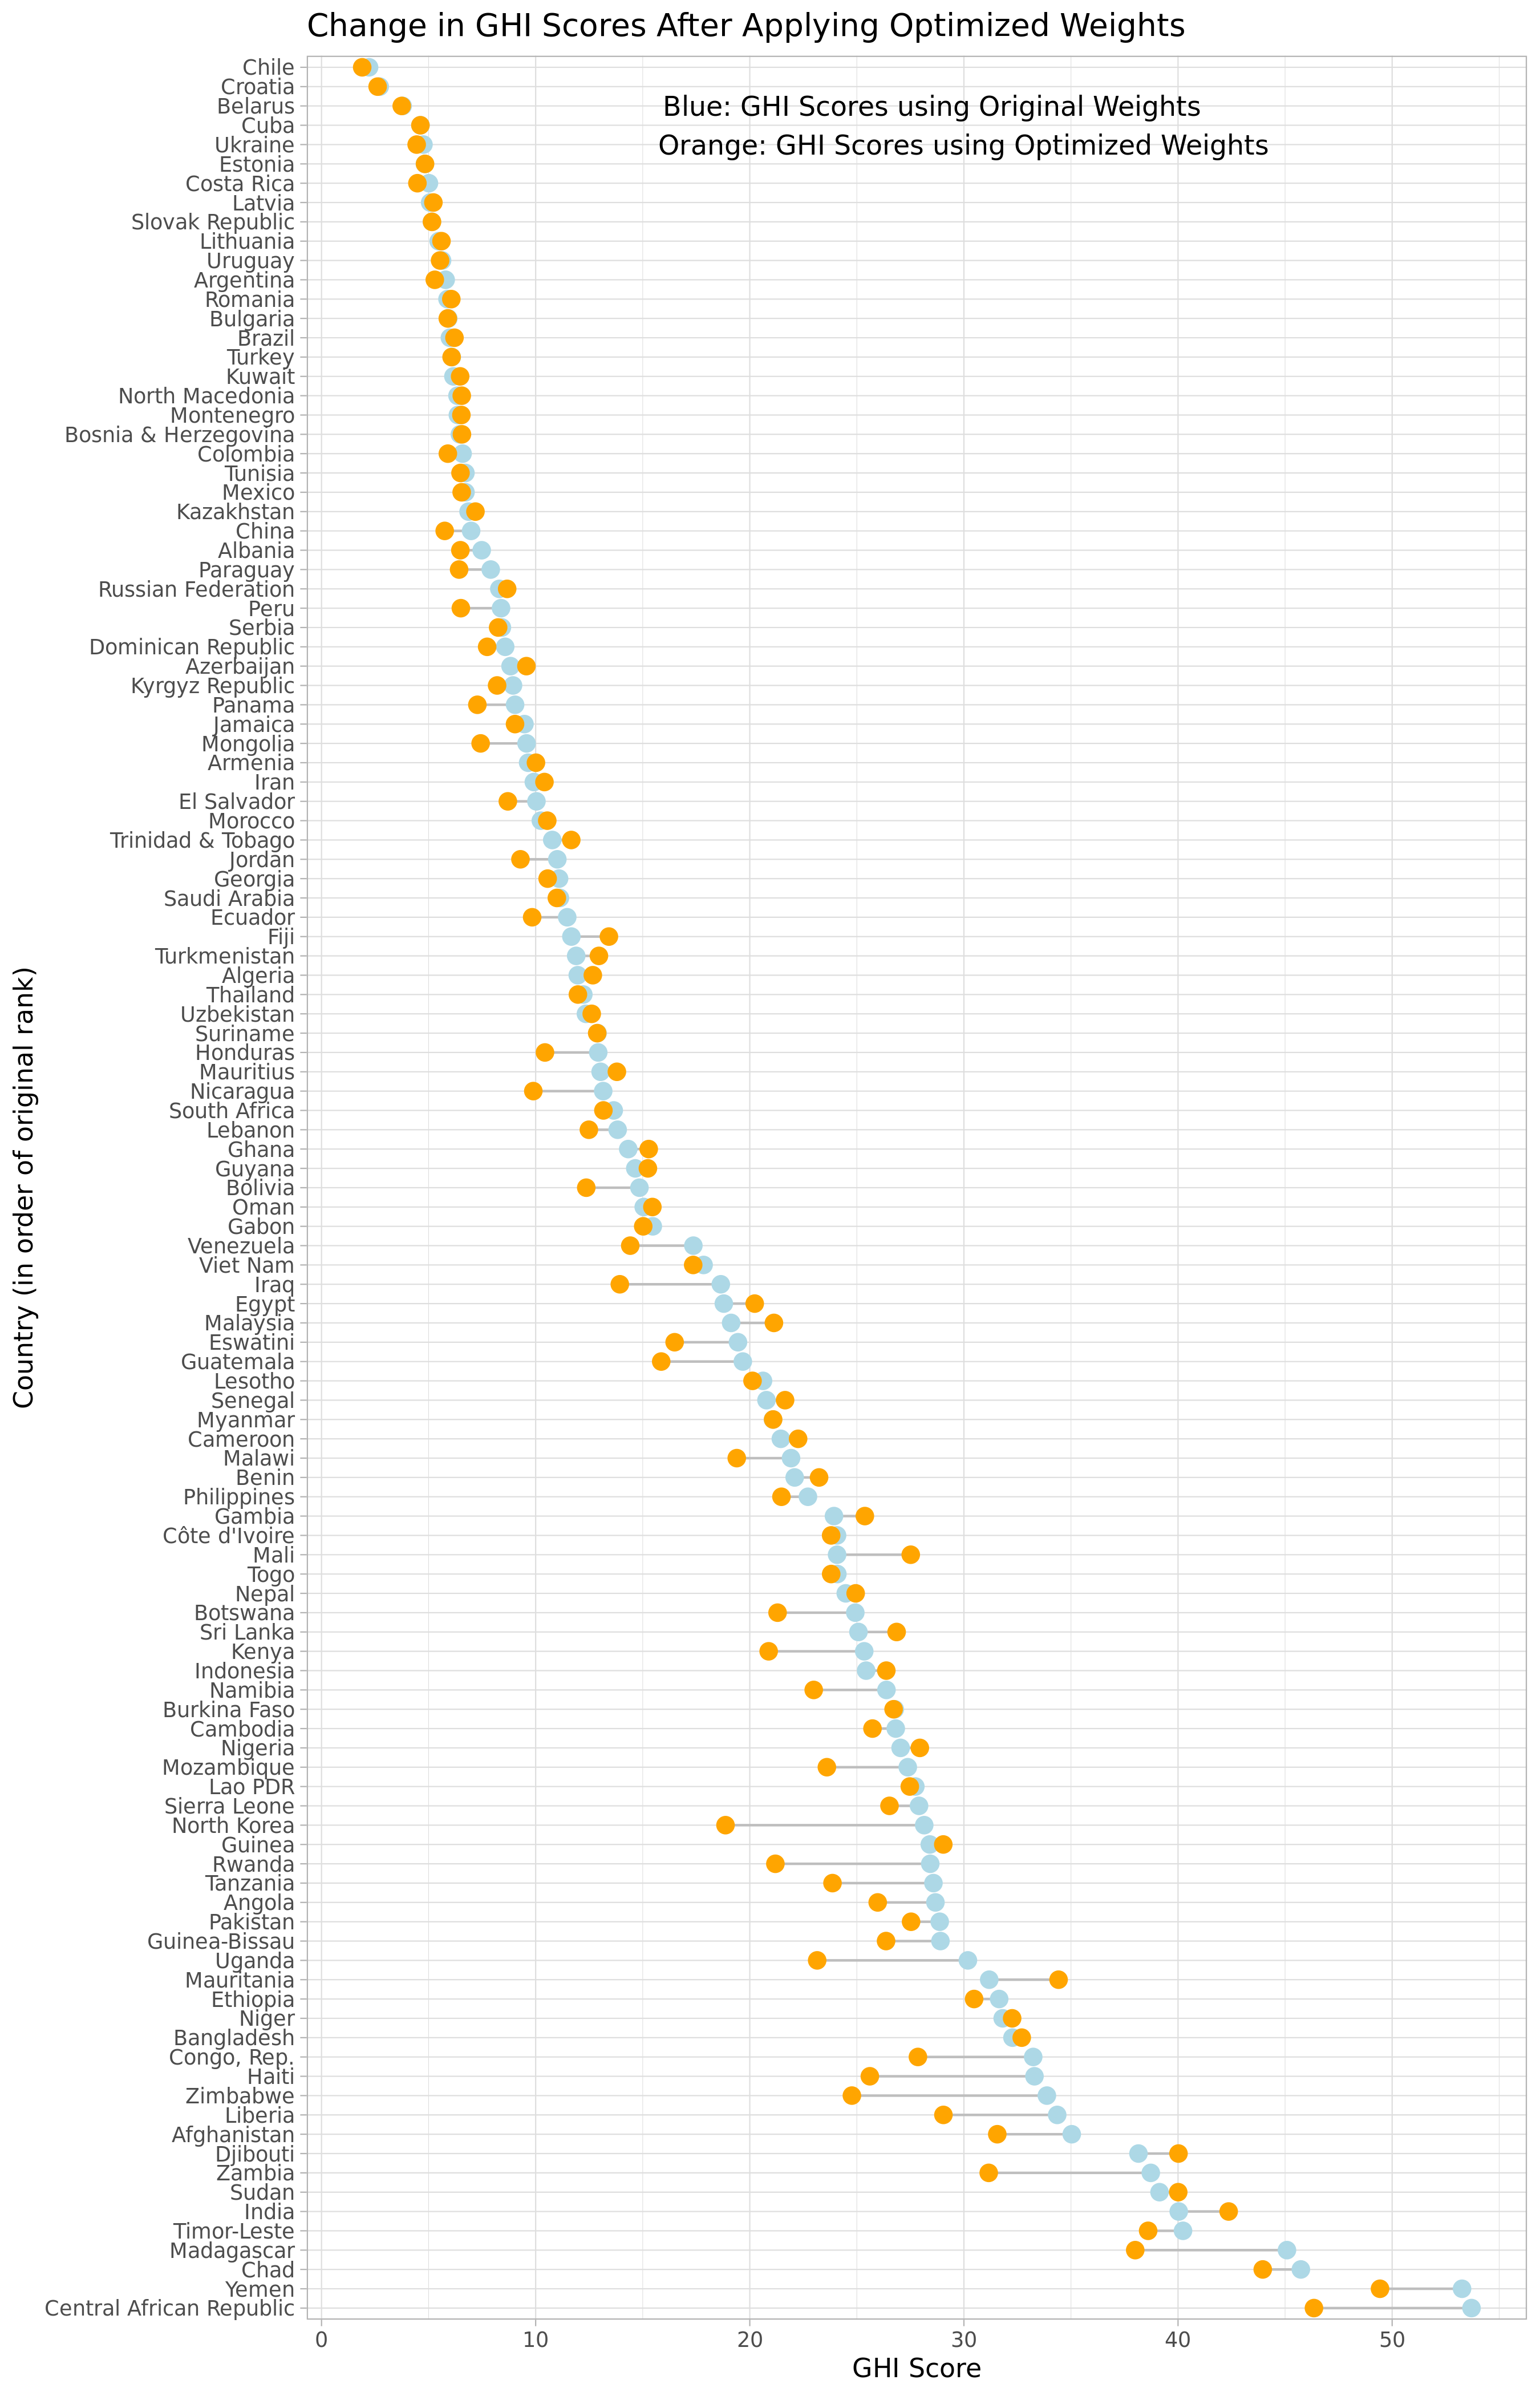 Change in GHI Scores After Applying Optimized Weights
Blue: GHI Scores using Original Weights
Orange: GHI Scores using Optimized Weights
Country (in order of original rank)
Chile
Croatia
Belarus
Cuba
Ukraine
Estonia
Costa Rica
Latvia
Slovak Republic
Lithuania
Uruguay
Argentina
Romania
Bulgaria
Brazil
Turkey
Kuwait
North Macedonia
Montenegro
Bosnia & Herzegovina
Colombia
Tunisia
Mexico
Kazakhstan
China
Albania
Paraguay
Russian Federation
Peru
Serbia
Dominican Republic
Azerbaijan
Kyrgyz Republic
Panama
Jamaica
Mongolia
Armenia
Iran
El Salvador
Morocco
Trinidad & Tobago
Jordan
Georgia
Saudi Arabia
Ecuador
Fiji
Turkmenistan
Algeria
Thailand
Uzbekistan
Suriname
Honduras
Mauritius
Nicaragua
South Africa
Lebanon
Ghana
Guyana
Bolivia
Oman
Gabon
Venezuela
Viet Nam
Iraq
Egypt
Malaysia
Eswatini
Guatemala
Lesotho
Senegal
Myanmar
Cameroon
Malawi
Benin
Philippines
Gambia
Côte d'Ivoire
Mali
Togo
Nepal
Botswana
Sri Lanka
Kenya
Indonesia
Namibia
Burkina Faso
Cambodia
Nigeria
Mozambique
Lao PDR
Sierra Leone
North Korea
Guinea
Rwanda
Tanzania
Angola
Pakistan
Guinea-Bissau
Uganda
Mauritania
Ethiopia
Niger
Bangladesh
Congo, Rep.
Haiti
Zimbabwe
Liberia
Afghanistan
Djibouti
Zambia
Sudan
India
Timor-Leste
Madagascar
Chad
Yemen
Central African Republic
0 10 20 30 40 50
GHI Score